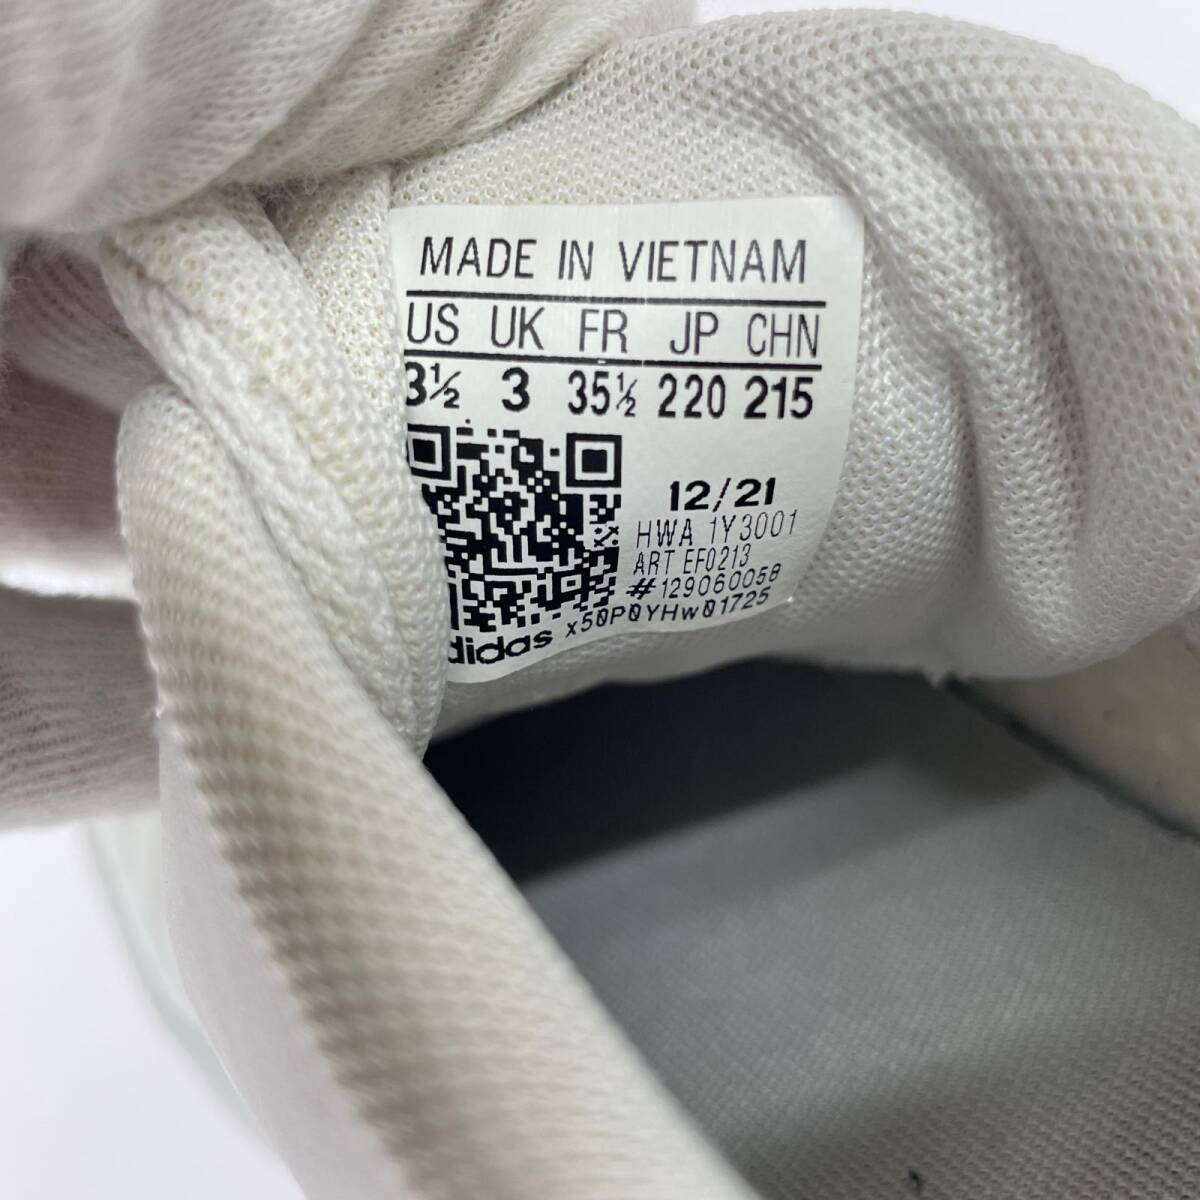 MADE IN VIETNAM
US UK FR JP CHN
3½ 3 35½ 220 215
12/21
HWA 1Y3001
ART EF0213
#129060058
x50P0YHw01725
adidas